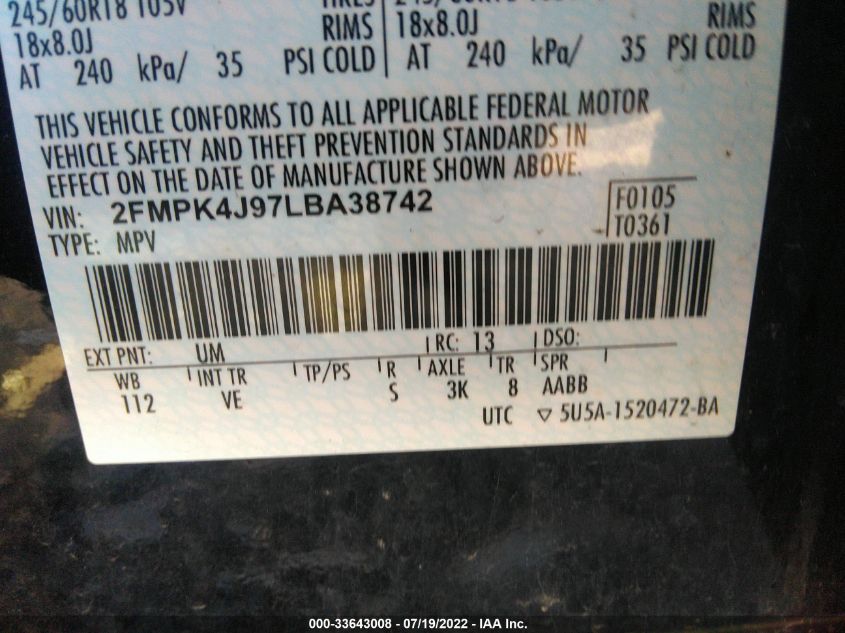 245/60R18 105V
18x8.0J RIMS 18x8.0J RIMS
AT 240 kPa/ 35 PSI COLD AT 240 kPa/ 35 PSI COLD
THIS VEHICLE CONFORMS TO ALL APPLICABLE FEDERAL MOTOR
VEHICLE SAFETY AND THEFT PREVENTION STANDARDS IN
EFFECT ON THE DATE OF MANUFACTURE SHOWN ABOVE.
VIN: 2FMPK4J97LBA38742 F0105
TYPE: MPV T0361
EXT PNT: UM RC: 13 DSO:
WB INT TR TP/PS R AXLE TR SPR
112 VE S 3K 8 AABB
UTC ▽ 5U5A-1520472-BA
000-33643008 - 07/19/2022 - IAA Inc.